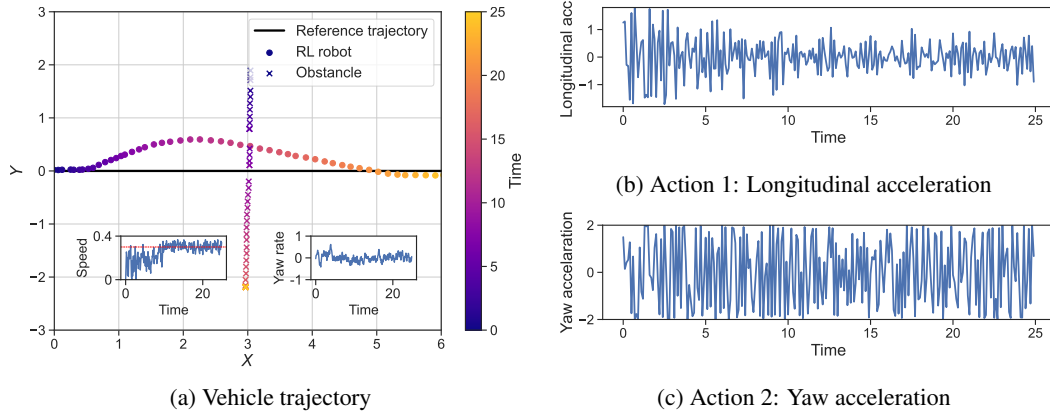 3
2
1
0
−1
−2
−3
Y
0
1
2
3
4
5
6
X
Reference trajectory
RL robot
Obstacle
0.4
0
Speed
0
20
Time
1
0
−1
Yaw rate
0
20
Time
25
20
15
10
5
0
Time
(a) Vehicle trajectory
Longitudinal acc
1
0
−1
0
5
10
15
20
25
Time
(b) Action 1: Longitudinal acceleration
Yaw acceleration
2
0
−2
0
5
10
15
20
25
Time
(c) Action 2: Yaw acceleration